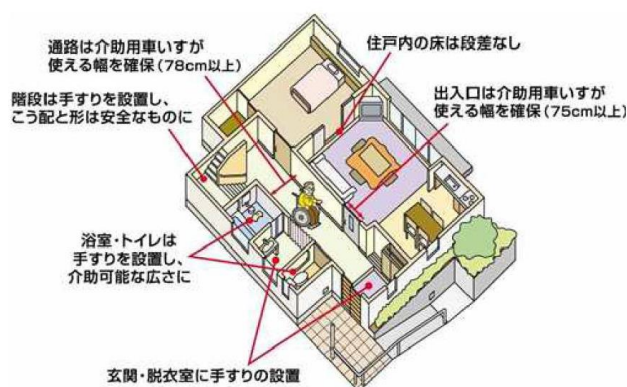 通路は介助用車いすが
使える幅を確保(78cm以上)
住戸内の床は段差なし
階段は手すりを設置し、
こう配と形は安全なものに
出入口は介助用車いすが
使える幅を確保(75cm以上)
浴室・トイレは
手すりを設置し、
介助可能な広さに
玄関・脱衣室に手すりの設置